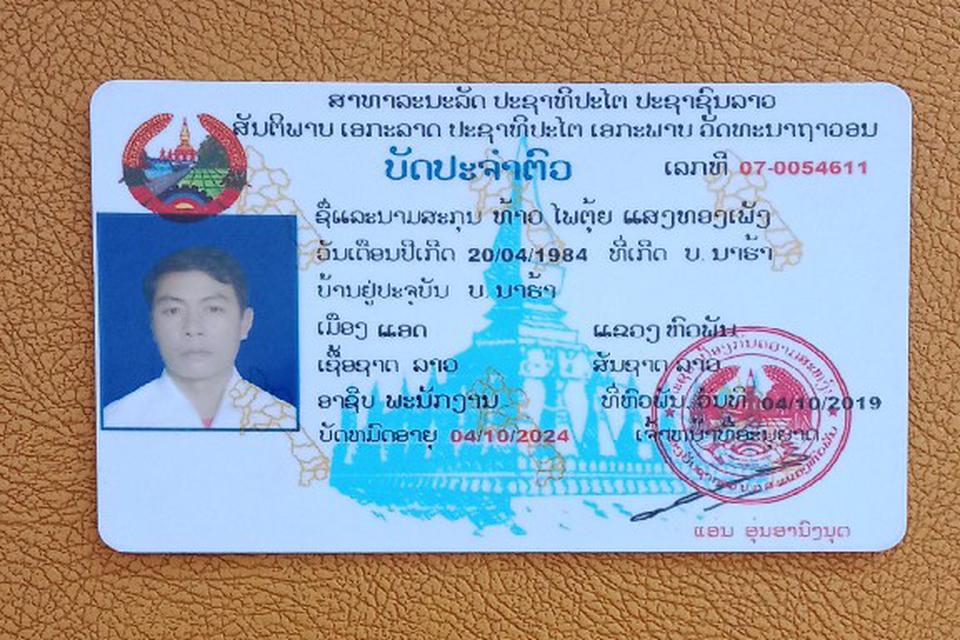 ສາທາລະນະລັດ ປະຊາທິປະໄຕ ປະຊາຊົນລາວ
ສັນຕິພາບ ເອກະລາດ ປະຊາທິປະໄຕ ເອກະພາບ ວັດທະນາຖາວອນ
ບັດປະຈຳຕົວ ເລກທີ 07-0054611
ຊື່ແລະນາມສະກຸນ ທ້າວ ໄພຕຸ້ຍ ແສງທອງເພັງ
ວັນເດືອນປີເກີດ 20/04/1984 ທີ່ເກີດ ບ. ນາຮ້າ
ບ້ານຢູ່ປະຈຸບັນ ບ. ນາຮ້າ
ເມືອງ ແອດ ແຂວງ ຫົວພັນ
ເຊື້ອຊາດ ລາວ ສັນຊາດ ລາວ
ອາຊີບ ພະນັກງານ ທີ່ຫົວພັນ ວັນທີ 04/10/2019
ບັດຫມົດອາຍຸ 04/10/2024 ເຈົ້າຫນ້າທີ່ອະນຸຍາດ
ແອນ ອຸນອານົງນຸດ